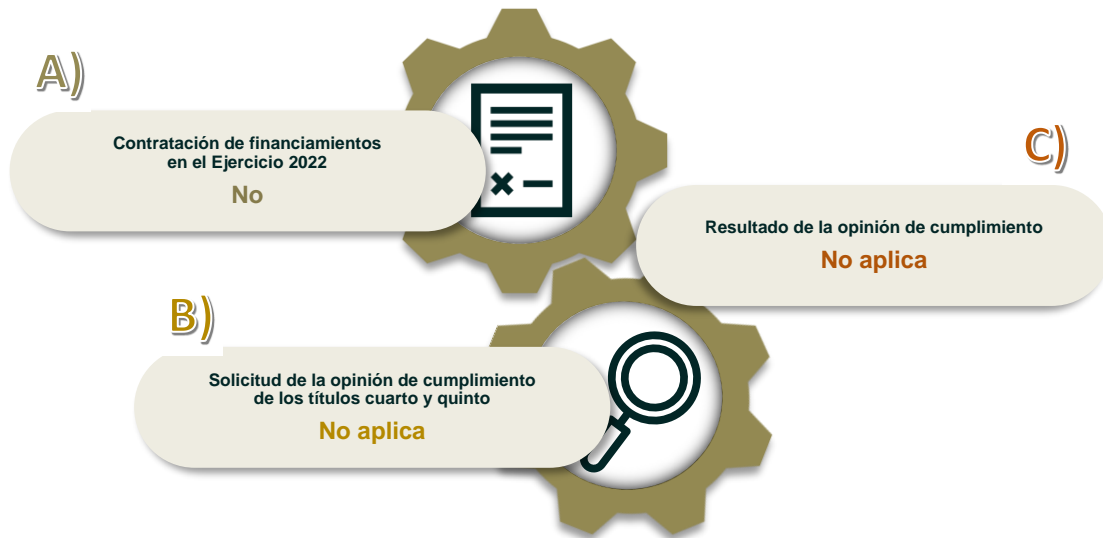 A)
Contratación de financiamientos
en el Ejercicio 2022
No
B)
Solicitud de la opinión de cumplimiento
de los títulos cuarto y quinto
No aplica
C)
Resultado de la opinión de cumplimiento
No aplica